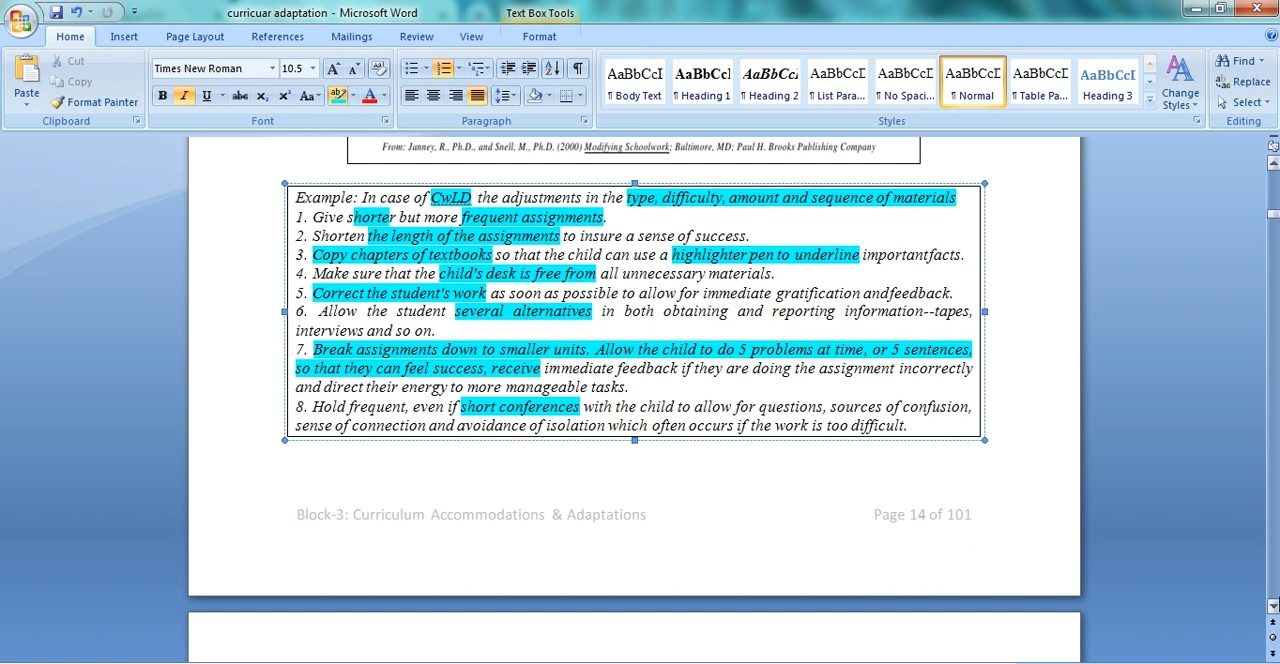 curricuar adaptation - Microsoft Word
Text Box Tools
Home Insert Page Layout References Mailings Review View Format
Paste
Cut
Copy
Format Painter
Clipboard
Times New Roman 10.5
Font
Paragraph
AaBbCcI AaBbCcI AaBbCcI AaBbCcI AaBbCcI AaBbCcI AaBbCcI AaBbCcI
¶ Body Text ¶ Heading 1 ¶ Heading 2 ¶ List Para... ¶ No Spaci... ¶ Normal ¶ Table Pa... Heading 3
Change Styles
Styles
Find
Replace
Select
Editing
From: Janney, R., Ph.D., and Snell, M., Ph.D. (2000) Modifying Schoolwork; Baltimore, MD; Paul H. Brooks Publishing Company
Example: In case of CwLD the adjustments in the type, difficulty, amount and sequence of materials
1. Give shorter but more frequent assignments.
2. Shorten the length of the assignments to insure a sense of success.
3. Copy chapters of textbooks so that the child can use a highlighter pen to underline importantfacts.
4. Make sure that the child's desk is free from all unnecessary materials.
5. Correct the student's work as soon as possible to allow for immediate gratification andfeedback.
6. Allow the student several alternatives in both obtaining and reporting information--tapes,
interviews and so on.
7. Break assignments down to smaller units. Allow the child to do 5 problems at time, or 5 sentences,
so that they can feel success, receive immediate feedback if they are doing the assignment incorrectly
and direct their energy to more manageable tasks.
8. Hold frequent, even if short conferences with the child to allow for questions, sources of confusion,
sense of connection and avoidance of isolation which often occurs if the work is too difficult.
Block-3: Curriculum Accommodations & Adaptations Page 14 of 101